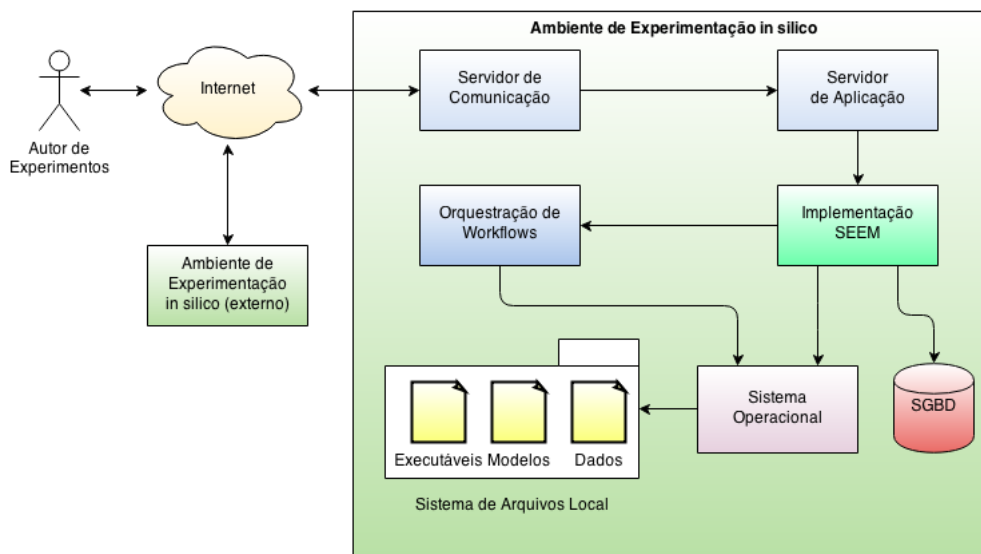 Ambiente de Experimentação in silico
Autor de
Experimentos
Internet
Servidor de
Comunicação
Servidor
de Aplicação
Ambiente de
Experimentação
in silico (externo)
Orquestração de
Workflows
Implementação
SEEM
Executáveis
Modelos
Dados
Sistema de Arquivos Local
Sistema
Operacional
SGBD